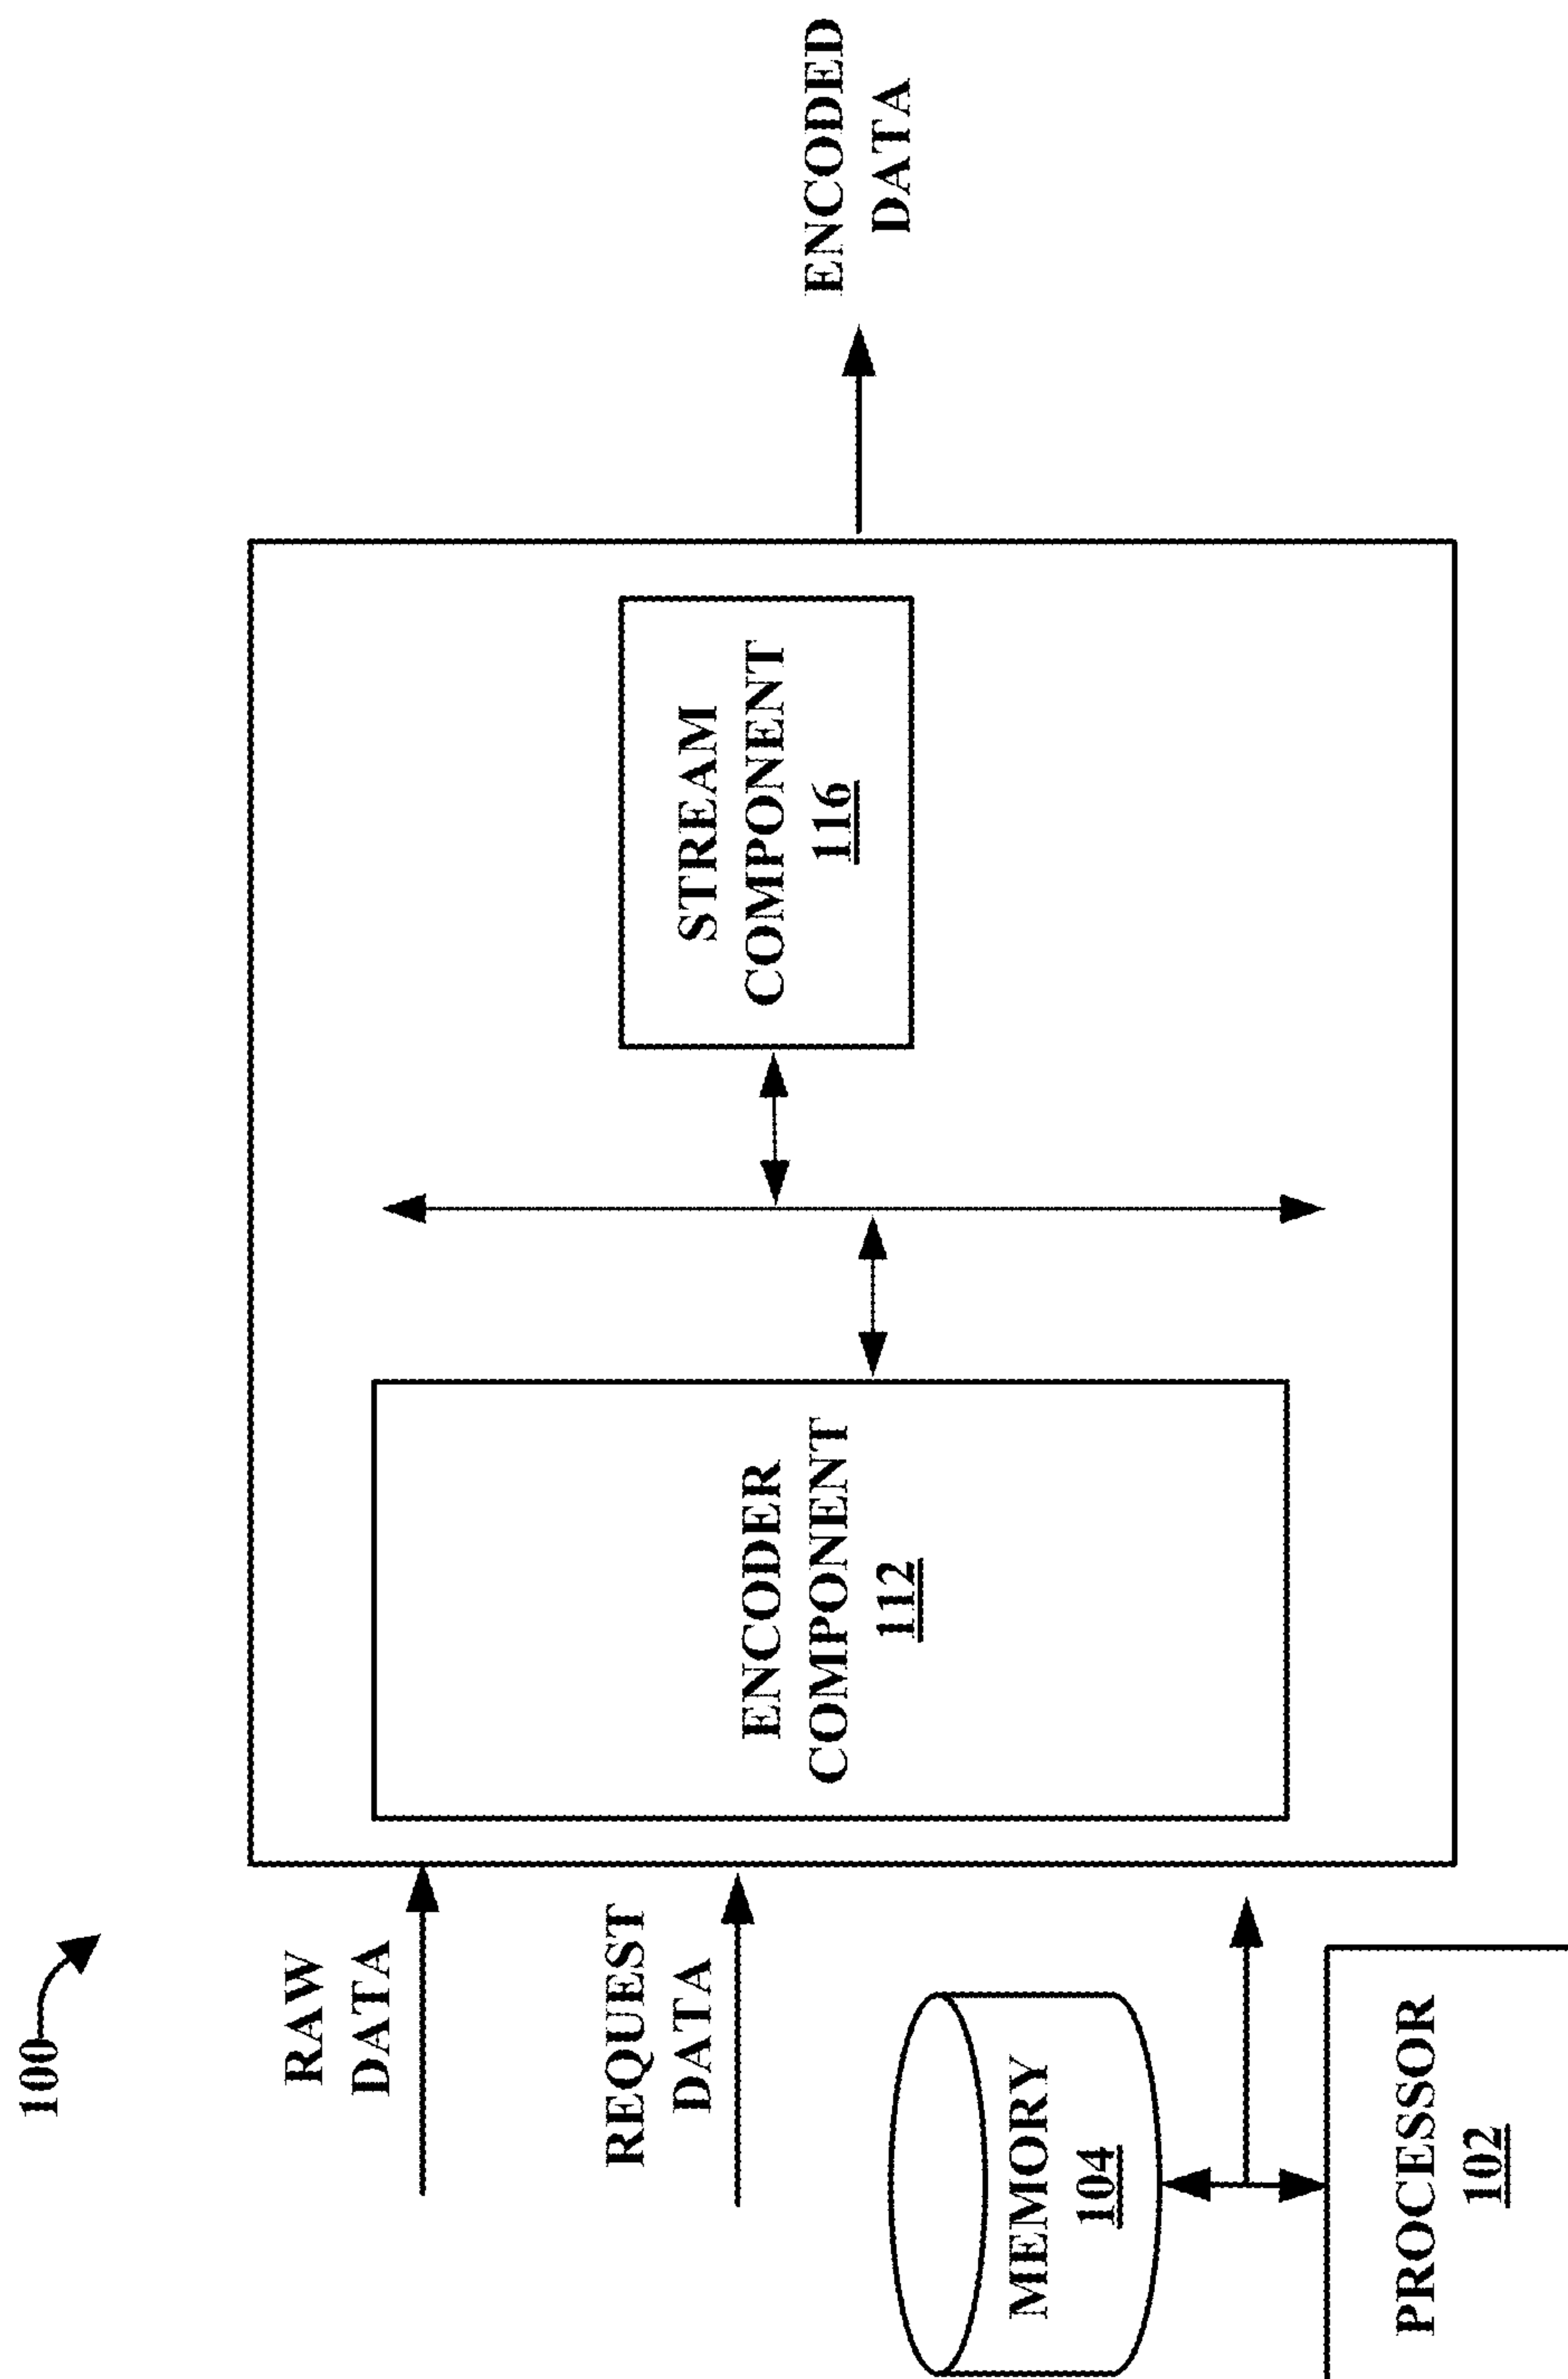 100
RAW
DATA
REQUEST
DATA
MEMORY
104
PROCESSOR
102
ENCODER
COMPONENT
112
STREAM
COMPONENT
116
ENCODED
DATA